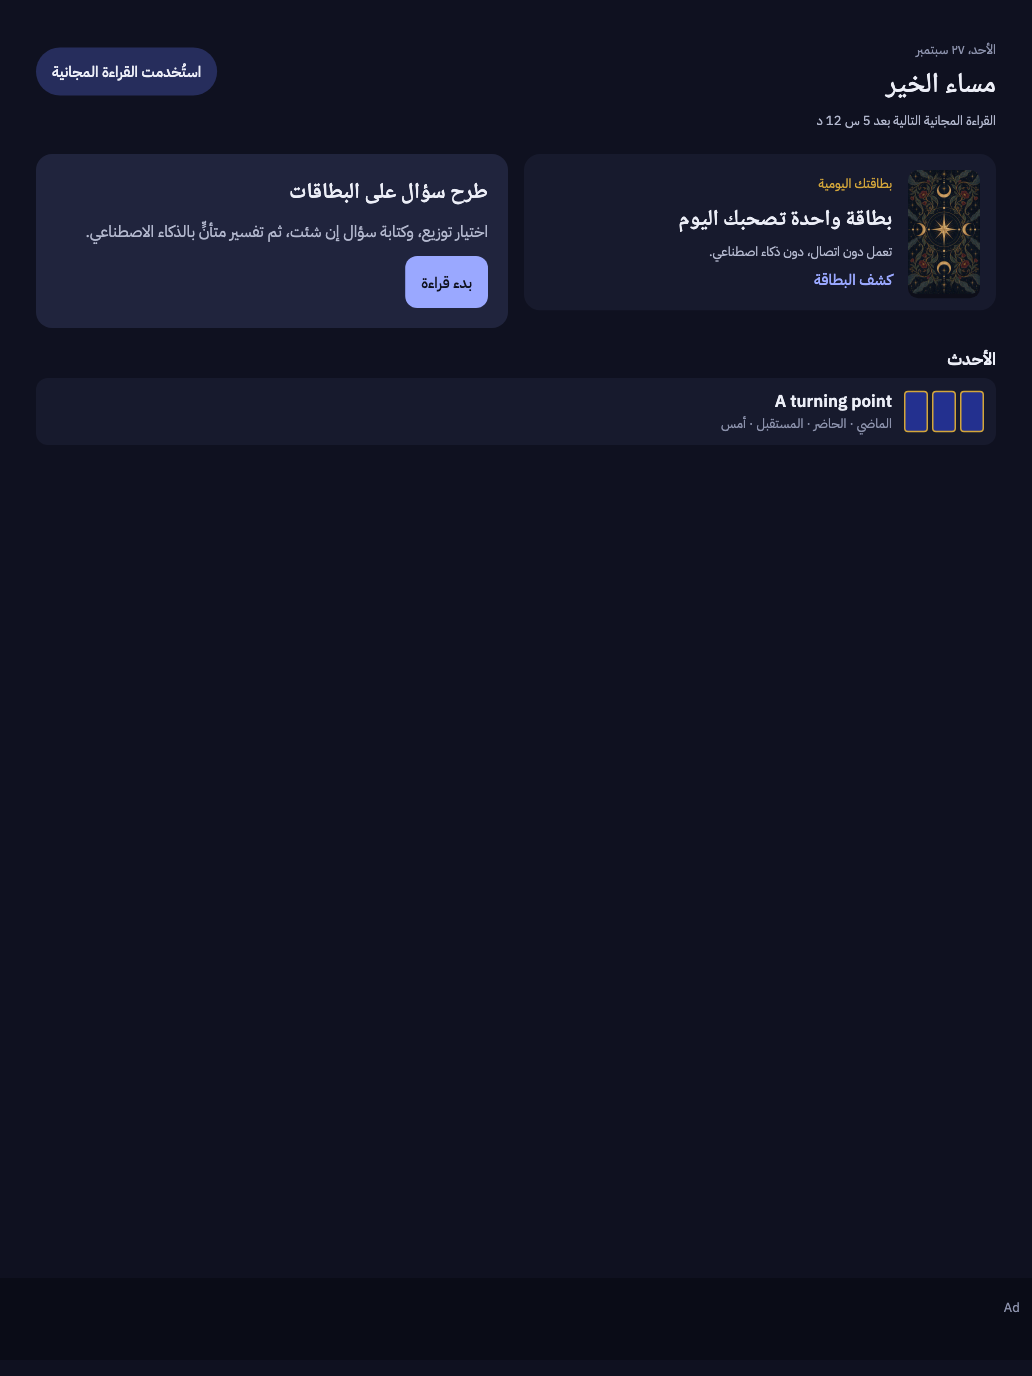 الأحد، ٢٧ سبتمبر
مساء الخير
القراءة المجانية التالية بعد 5 س 12 د
استُخدمت القراءة المجانية
بطاقتك اليومية
بطاقة واحدة تصحبك اليوم
تعمل دون اتصال، دون ذكاء اصطناعي.
كشف البطاقة
طرح سؤال على البطاقات
اختيار توزيع، وكتابة سؤال إن شئت، ثم تفسير متأنٍّ بالذكاء الاصطناعي.
بدء قراءة
الأحدث
A turning point
الماضي · الحاضر · المستقبل · أمس
Ad